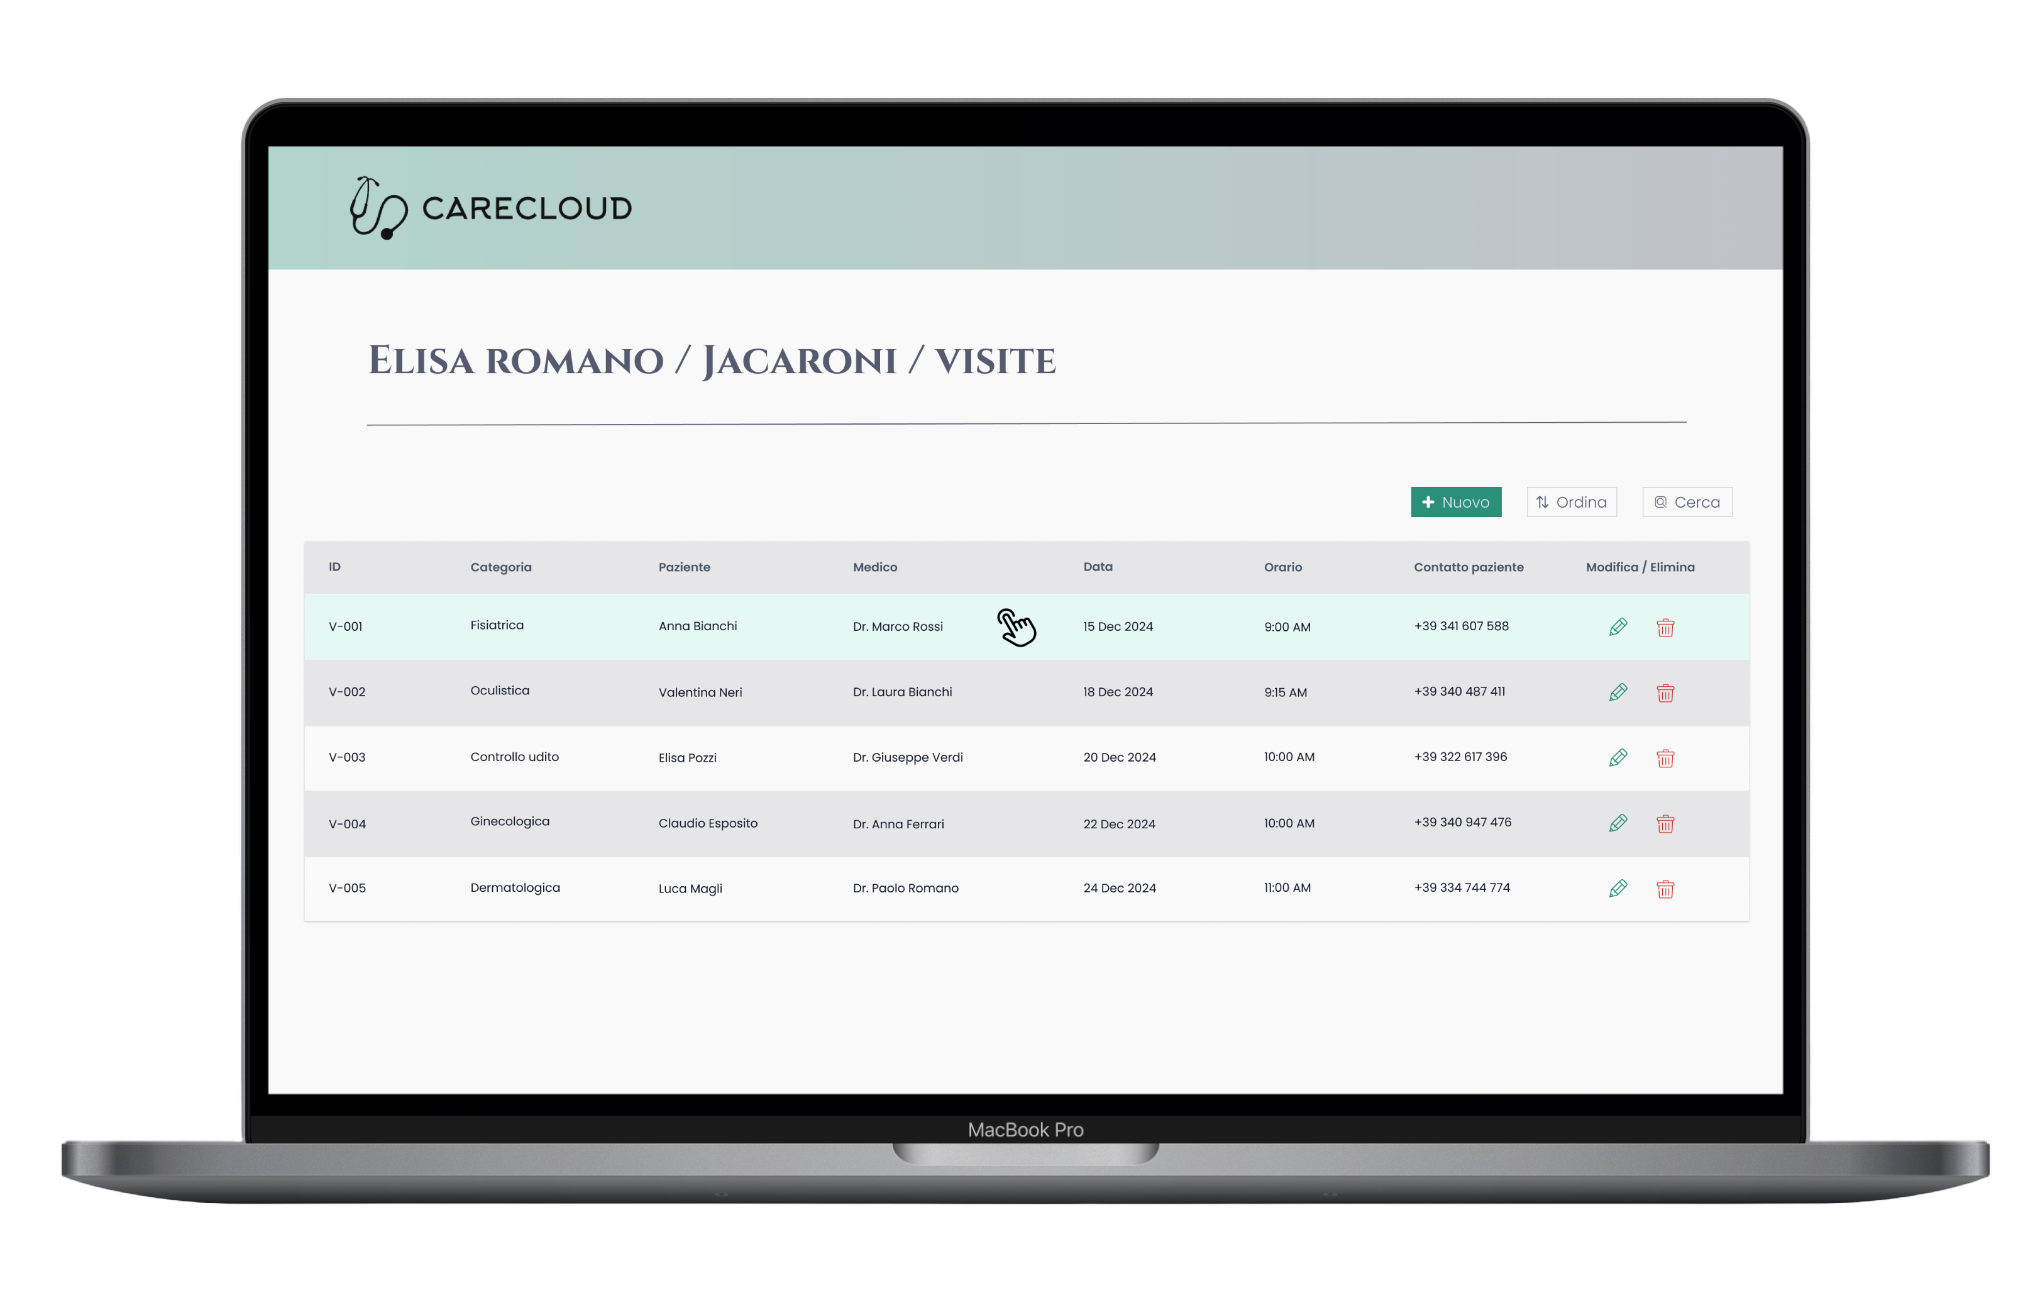 CARECLOUD
Elisa romano / Jacaroni / visite
Nuovo Ordina Cerca
ID Categoria Paziente Medico Data Orario Contatto paziente Modifica / Elimina
V-001 Fisiatrica Anna Bianchi Dr. Marco Rossi 15 Dec 2024 9:00 AM +39 341 607 588
V-002 Oculistica Valentina Neri Dr. Laura Bianchi 18 Dec 2024 9:15 AM +39 340 487 411
V-003 Controllo udito Elisa Pozzi Dr. Giuseppe Verdi 20 Dec 2024 10:00 AM +39 322 617 396
V-004 Ginecologica Claudio Esposito Dr. Anna Ferrari 22 Dec 2024 10:00 AM +39 340 947 476
V-005 Dermatologica Luca Magli Dr. Paolo Romano 24 Dec 2024 11:00 AM +39 334 744 774
MacBook Pro